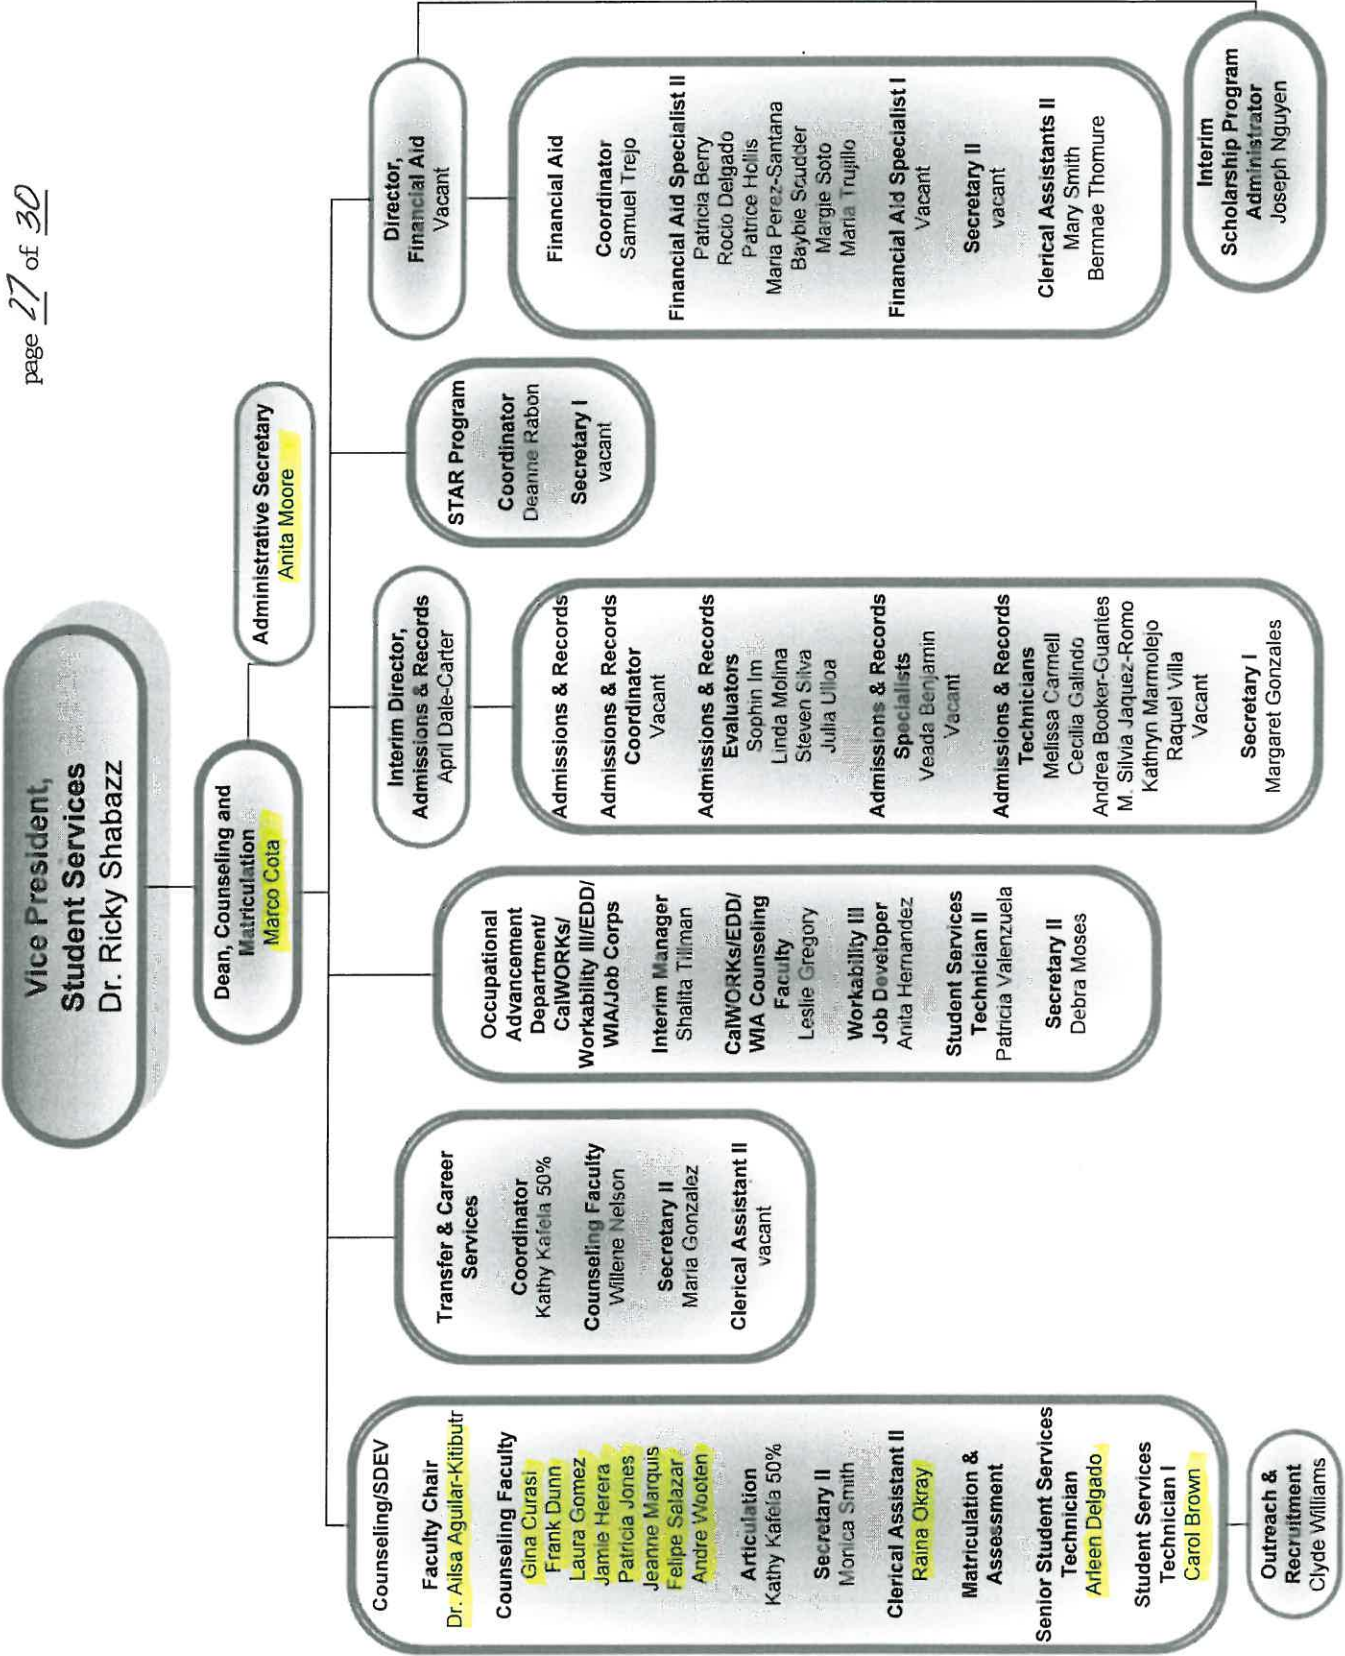 page 27 of 30
Vice President,
Student Services
Dr. Ricky Shabazz
Dean, Counseling and
Matriculation
Marco Cota
Administrative Secretary
Anita Moore
Counseling/SDEV
Faculty Chair
Dr. Ailsa Aguilar-Kitibutr
Counseling Faculty
Gina Curasi
Frank Dunn
Laura Gomez
Jamie Herera
Patricia Jones
Jeanne Marquis
Felipe Salazar
Andre Wooten
Articulation
Kathy Kafela 50%
Secretary II
Monica Smith
Clerical Assistant II
Raina Okray
Matriculation &
Assessment
Senior Student Services
Technician
Arleen Delgado
Student Services
Technician I
Carol Brown
Outreach &
Recruitment
Clyde Williams
Transfer & Career
Services
Coordinator
Kathy Kafela 50%
Counseling Faculty
Willene Nelson
Secretary II
Maria Gonzalez
Clerical Assistant II
vacant
Occupational
Advancement
Department/
CalWORKs/
Workability III/EDD/
WIA/Job Corps
Interim Manager
Shalita Tillman
CalWORKs/EDD/
WIA Counseling
Faculty
Leslie Gregory
Workability III
Job Developer
Anita Hernandez
Student Services
Technician II
Patricia Valenzuela
Secretary II
Debra Moses
Interim Director,
Admissions & Records
April Dale-Carter
Admissions & Records
Admissions & Records
Coordinator
Vacant
Admissions & Records
Evaluators
Sophin Im
Linda Molina
Steven Silva
Julia Ulloa
Admissions & Records
Specialists
Veada Benjamin
Vacant
Admissions & Records
Technicians
Melissa Carmell
Cecilia Galindo
Andrea Booker-Guantes
M. Silvia Jaquez-Romo
Kathryn Marmolejo
Raquel Villa
Vacant
Secretary I
Margaret Gonzales
STAR Program
Coordinator
Deanne Rabon
Secretary I
vacant
Director,
Financial Aid
Vacant
Financial Aid
Coordinator
Samuel Trejo
Financial Aid Specialist II
Patricia Berry
Rocio Delgado
Patrice Hollis
Maria Perez-Santana
Baybie Scudder
Margie Soto
Maria Trujillo
Financial Aid Specialist I
Vacant
Secretary II
vacant
Clerical Assistants II
Mary Smith
Bernnae Thomure
Interim
Scholarship Program
Administrator
Joseph Nguyen